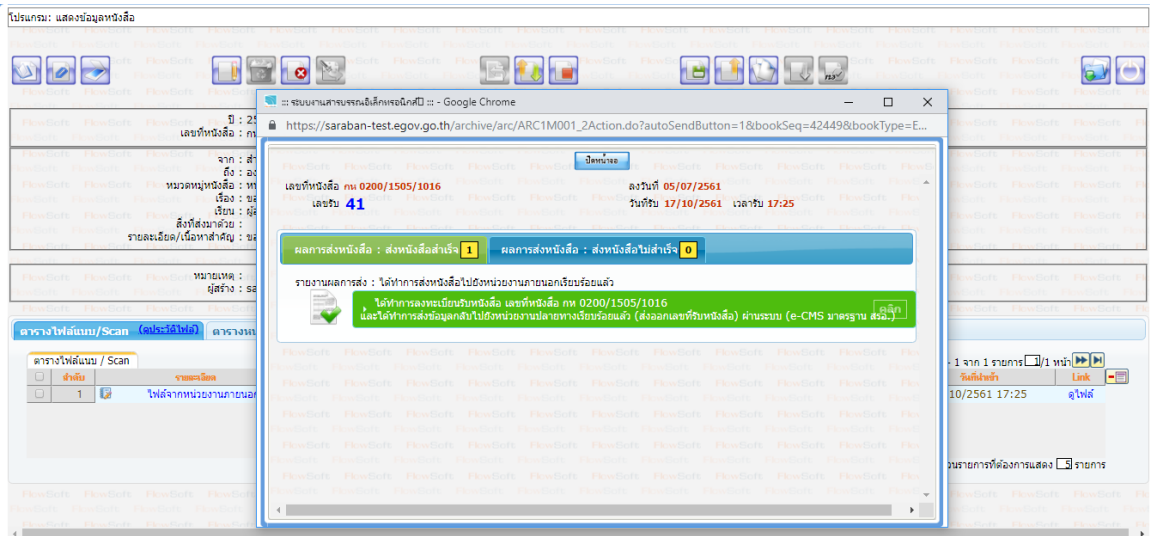 โปรแกรม: แสดงข้อมูลหนังสือ
::: ระบบงานสารบรรณอิเล็กทรอนิกส์ ::: - Google Chrome
https://saraban-test.egov.go.th/archive/arc/ARC1M001_2Action.do?autoSendButton=1&bookSeq=42449&bookType=E...
ปิดหน้าจอ
เลขที่หนังสือ กห 0200/1505/1016 ลงวันที่ 05/07/2561
เลขรับ 41 วันที่รับ 17/10/2561 เวลารับ 17:25
ผลการส่งหนังสือ : ส่งหนังสือสำเร็จ 1 ผลการส่งหนังสือ : ส่งหนังสือไม่สำเร็จ 0
รายงานผลการส่ง : ได้ทำการส่งหนังสือไปยังหน่วยงานภายนอกเรียบร้อยแล้ว
ได้ทำการลงทะเบียนรับหนังสือ เลขที่หนังสือ กห 0200/1505/1016
และได้ทำการส่งข้อมูลกลับไปยังหน่วยงานปลายทางเรียบร้อยแล้ว (ส่งออกเลขที่รับหนังสือ) ผ่านระบบ (e-CMS มาตรฐาน สรอ.)
คลิก
ปี : 25
เลขที่หนังสือ : กห
จาก : สำ
ถึง : อง
หมวดหมู่หนังสือ : ห
เรื่อง : ขอ
เรียน : ผู้
สิ่งที่ส่งมาด้วย :
รายละเอียด/เนื้อหาสำคัญ : ขอ
หมายเหตุ :
ผู้สร้าง : ส
ตารางไฟล์แนบ/Scan (ดูประวัติไฟล์) ตาราง
ตารางไฟล์แนบ / Scan
- 1 จาก 1 รายการ 1/1 หน้า
ลำดับ รายละเอียด วันที่นำเข้า Link
1 ไฟล์จากหน่วยงานภายนอก 10/2561 17:25 ดูไฟล์
วนรายการที่ต้องการแสดง 5 รายการ